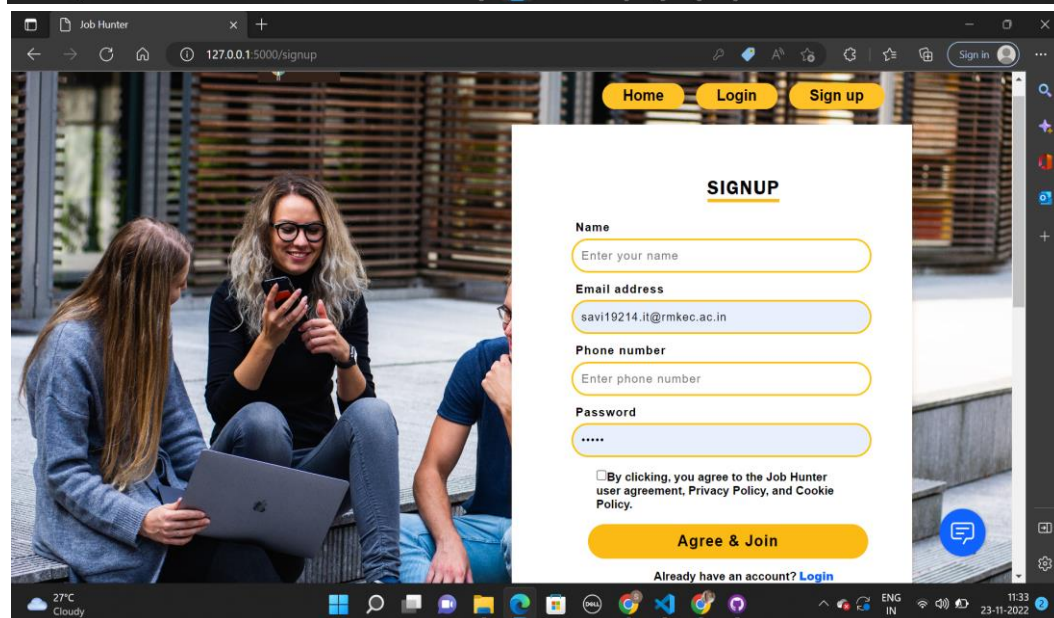 Job Hunter
127.0.0.1:5000/signup
Sign in
Home Login Sign up
SIGNUP
Name
Enter your name
Email address
savi19214.it@rmkec.ac.in
Phone number
Enter phone number
Password
•••••
By clicking, you agree to the Job Hunter
user agreement, Privacy Policy, and Cookie
Policy.
Agree & Join
Already have an account? Login
27°C
Cloudy
ENG
IN
11:33
23-11-2022
2